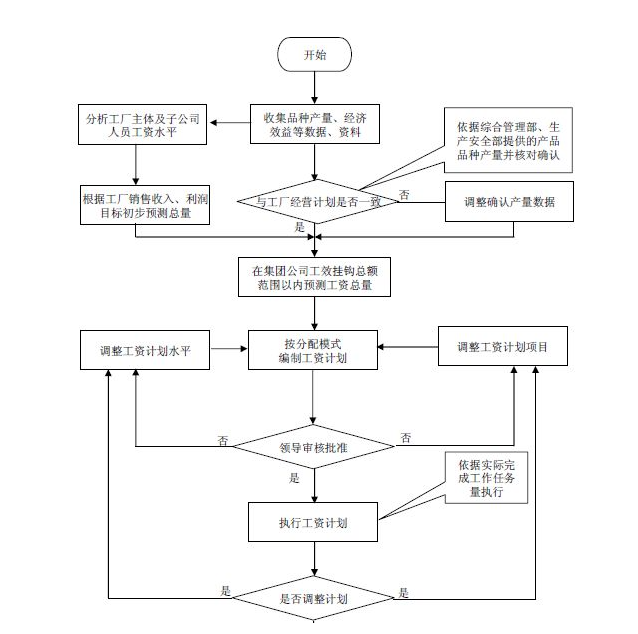 开始
分析工厂主体及子公司
人员工资水平
收集品种产量、经济
效益等数据、资料
依据综合管理部、生
产安全部提供的产品
品种产量并核对确认
根据工厂销售收入、利润
目标初步预测总量
与工厂经营计划是否一致
否
调整确认产量数据
是
在集团公司工效挂钩总额
范围以内预测工资总量
调整工资计划水平
按分配模式
编制工资计划
调整工资计划项目
否
领导审核批准
否
是
依据实际完
成工作任务
量执行
执行工资计划
是
是否调整计划
是